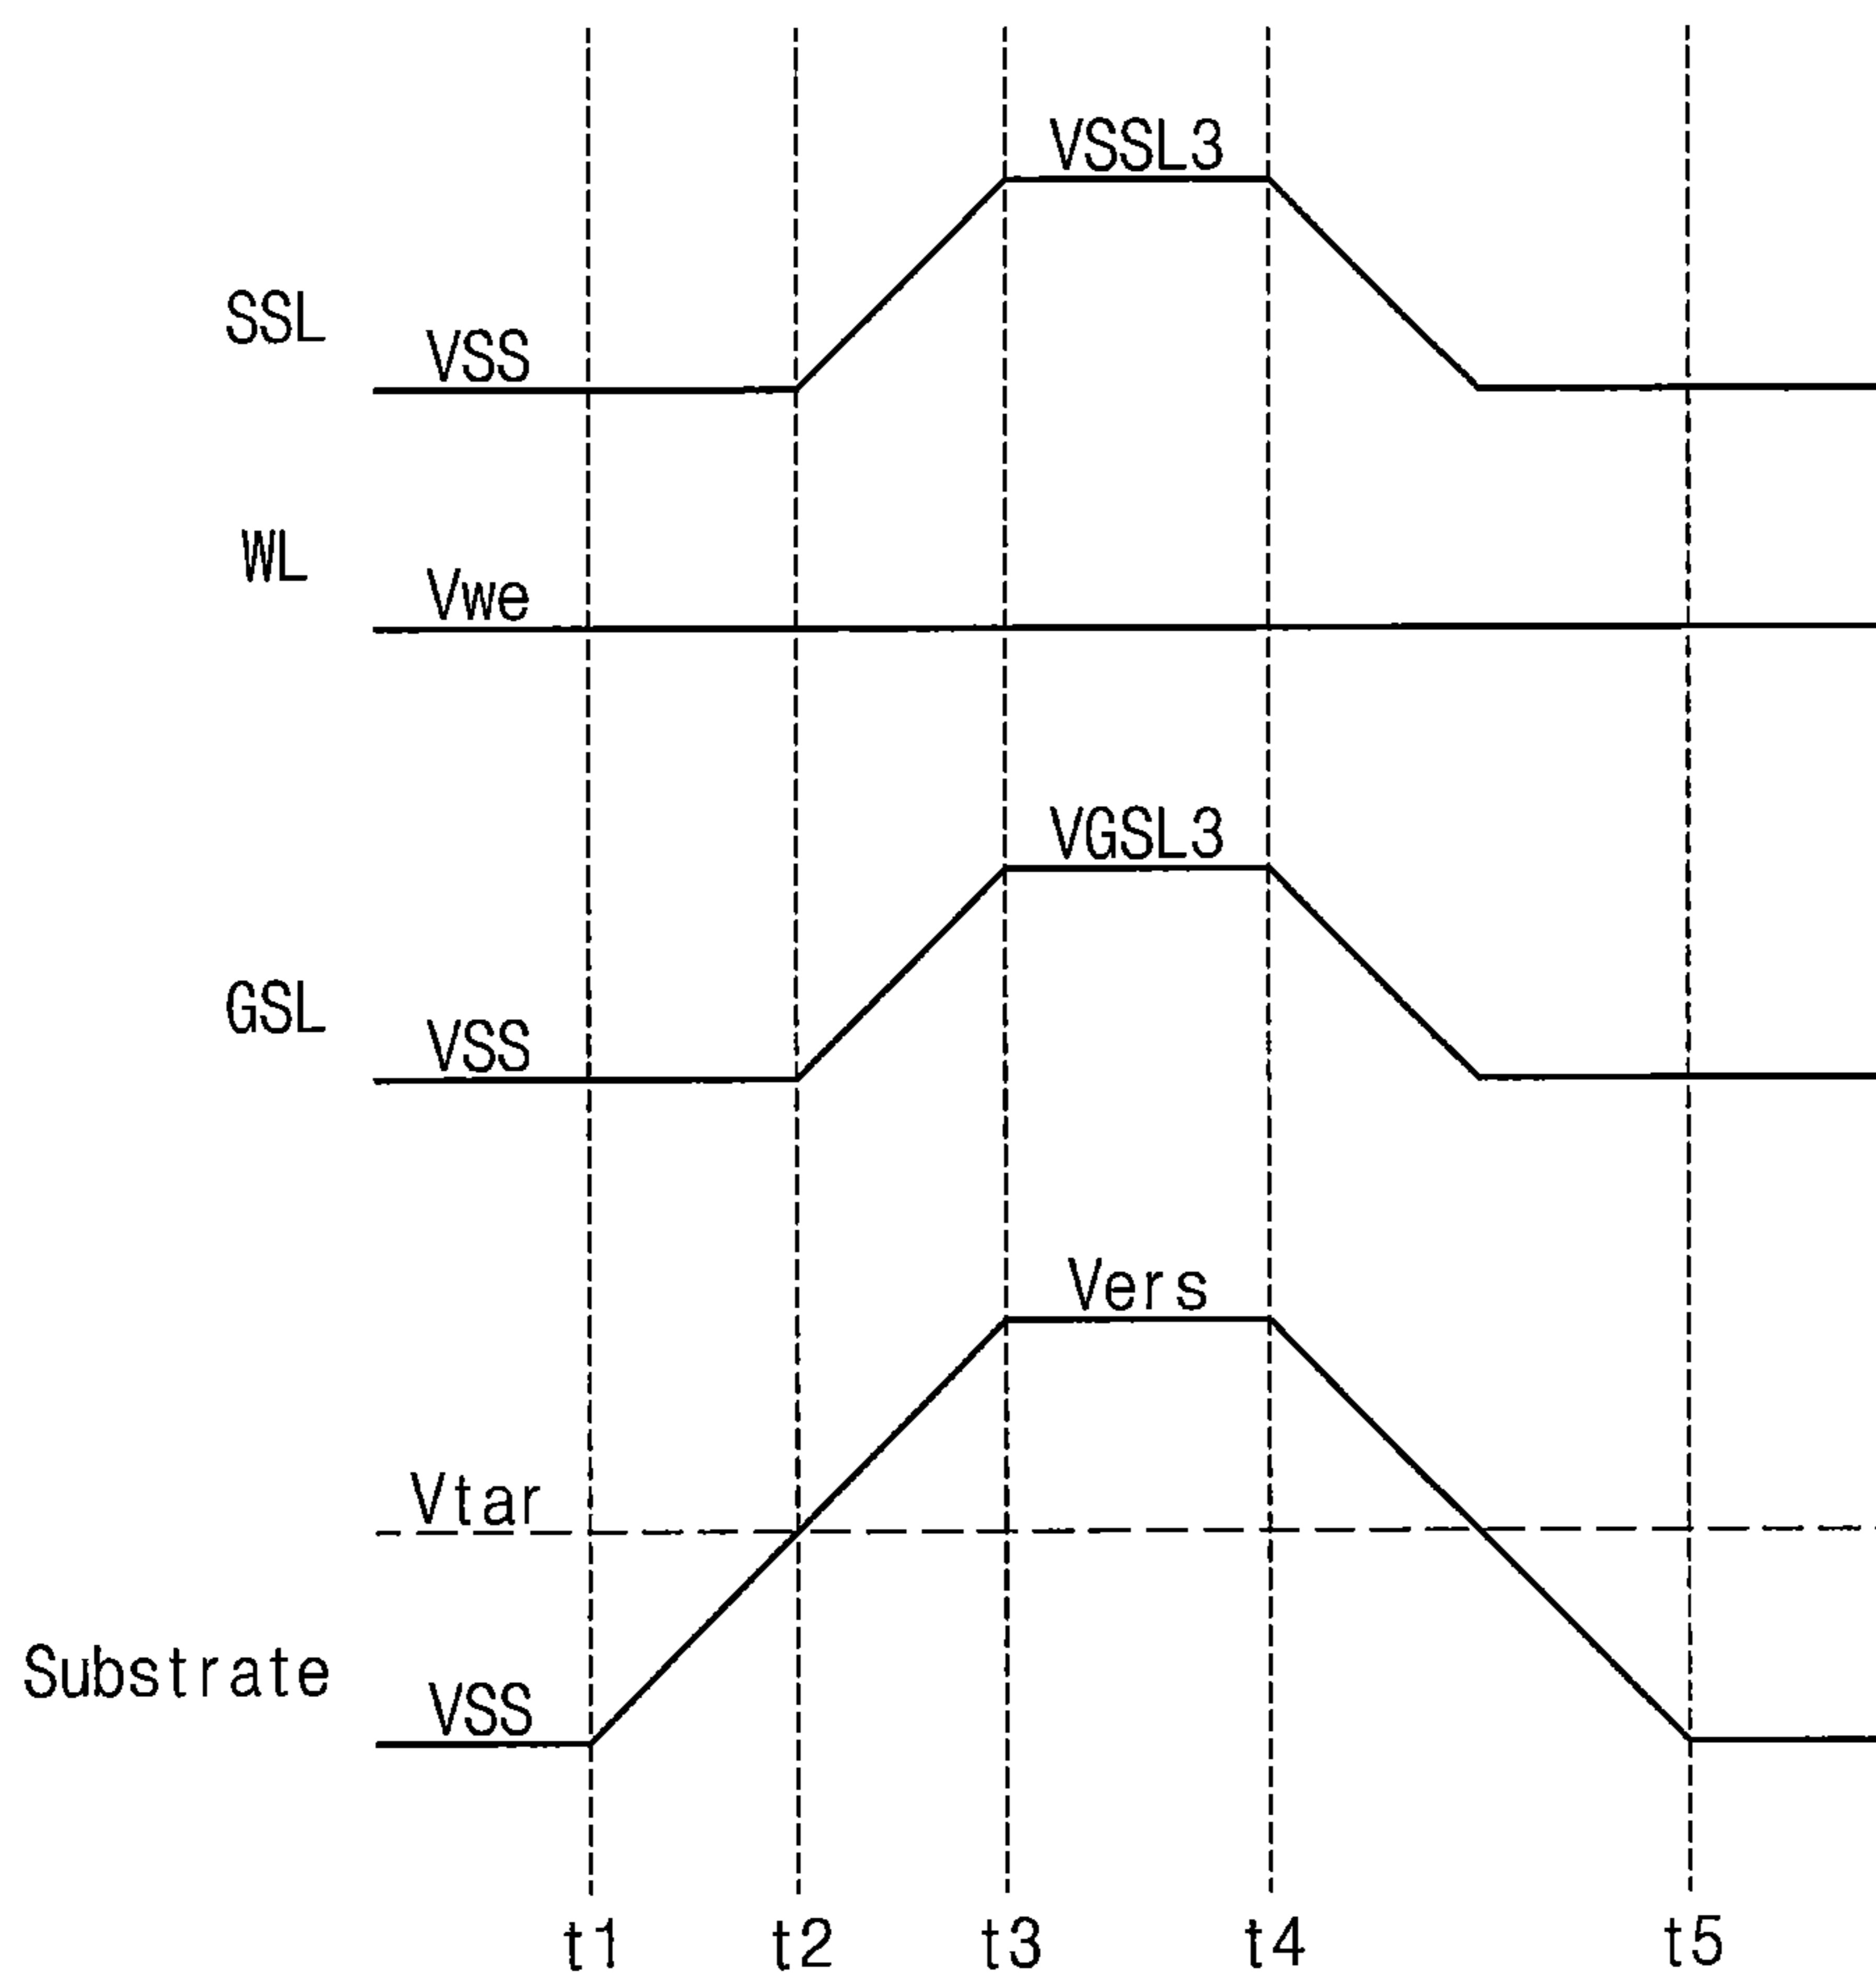 VSSL3
SSL
VSS
WL
Vwe
VGSL3
GSL
VSS
Vers
Vtar
Substrate
VSS
t1 t2 t3 t4 t5